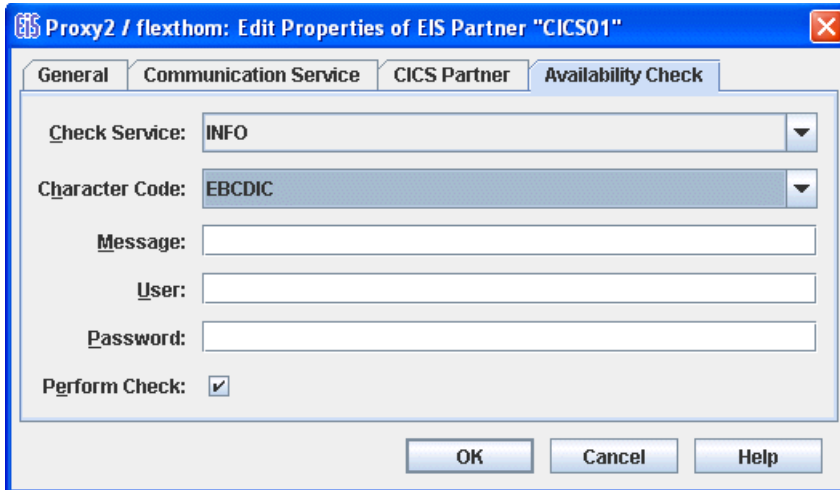 EIS Proxy2 / flexthom: Edit Properties of EIS Partner "CICS01"
General Communication Service CICS Partner Availability Check
Check Service: INFO
Character Code: EBCDIC
Message:
User:
Password:
Perform Check:
OK Cancel Help